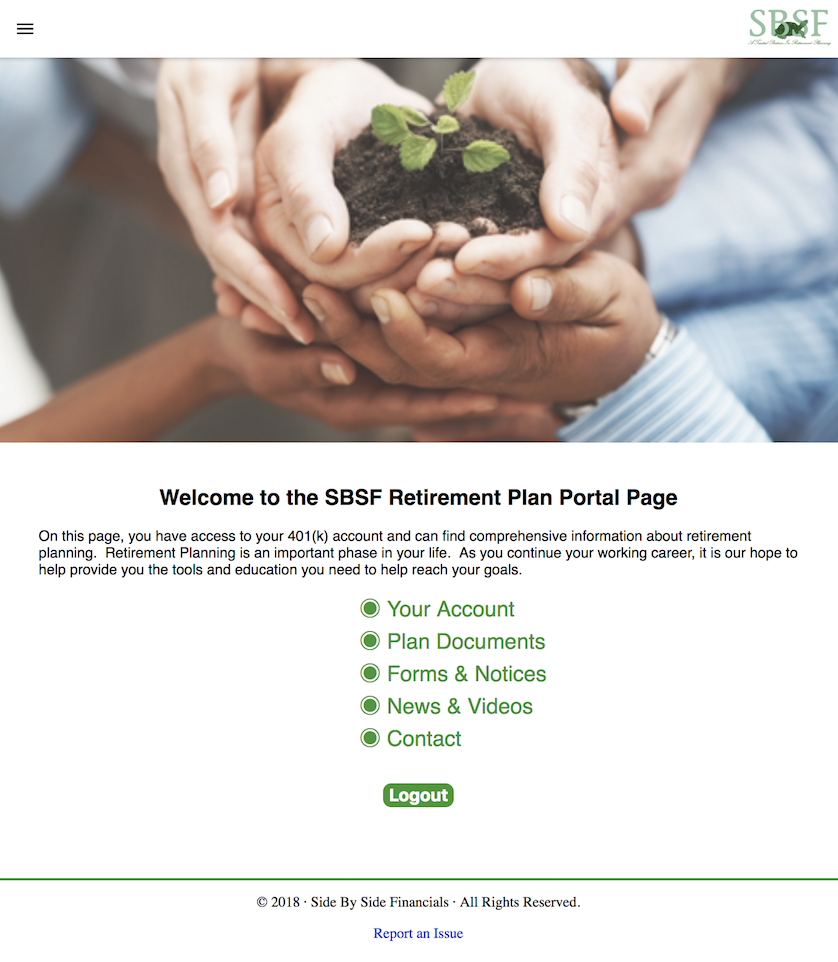 SBSF
A Trusted Partner In Retirement Planning
Welcome to the SBSF Retirement Plan Portal Page
On this page, you have access to your 401(k) account and can find comprehensive information about retirement
planning.  Retirement Planning is an important phase in your life.  As you continue your working career, it is our hope to
help provide you the tools and education you need to help reach your goals.
Your Account
Plan Documents
Forms & Notices
News & Videos
Contact
Logout
© 2018 · Side By Side Financials · All Rights Reserved.
Report an Issue